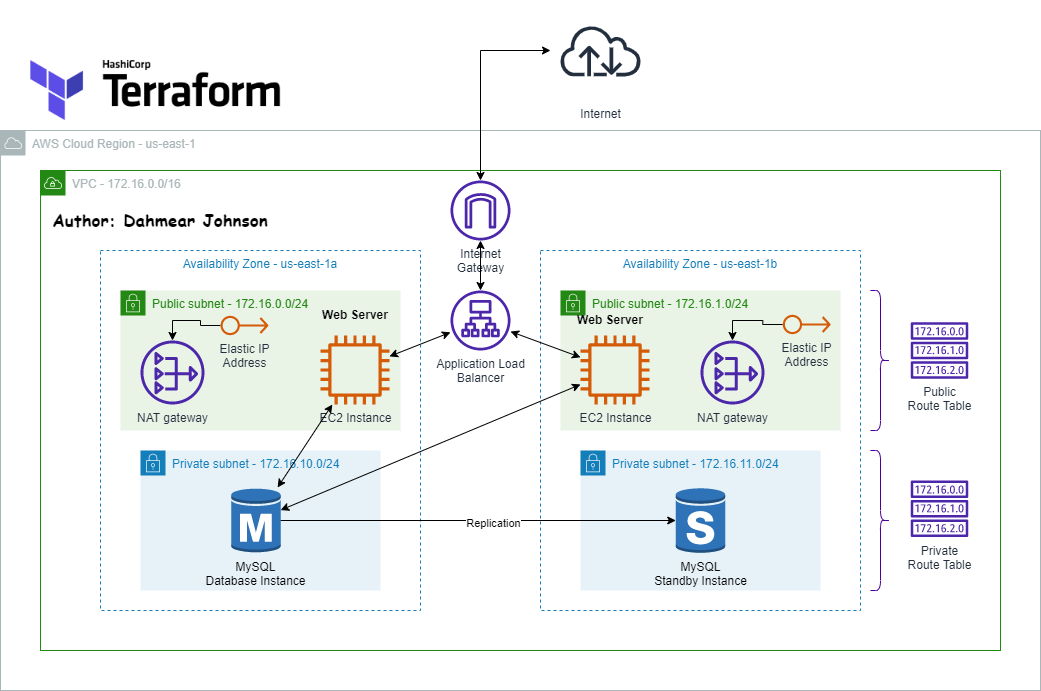 HashiCorp
Terraform
Internet
AWS Cloud Region - us-east-1
VPC - 172.16.0.0/16
Author: Dahmear Johnson
Internet
Gateway
Availability Zone - us-east-1a
Availability Zone - us-east-1b
Public subnet - 172.16.0.0/24
Web Server
Elastic IP
Address
NAT gateway
EC2 Instance
Application Load
Balancer
Public subnet - 172.16.1.0/24
Web Server
Elastic IP
Address
EC2 Instance
NAT gateway
172.16.0.0
172.16.1.0
172.16.2.0
Public
Route Table
Private subnet - 172.16.10.0/24
M
MySQL
Database Instance
Replication
Private subnet - 172.16.11.0/24
S
MySQL
Standby Instance
172.16.0.0
172.16.1.0
172.16.2.0
Private
Route Table